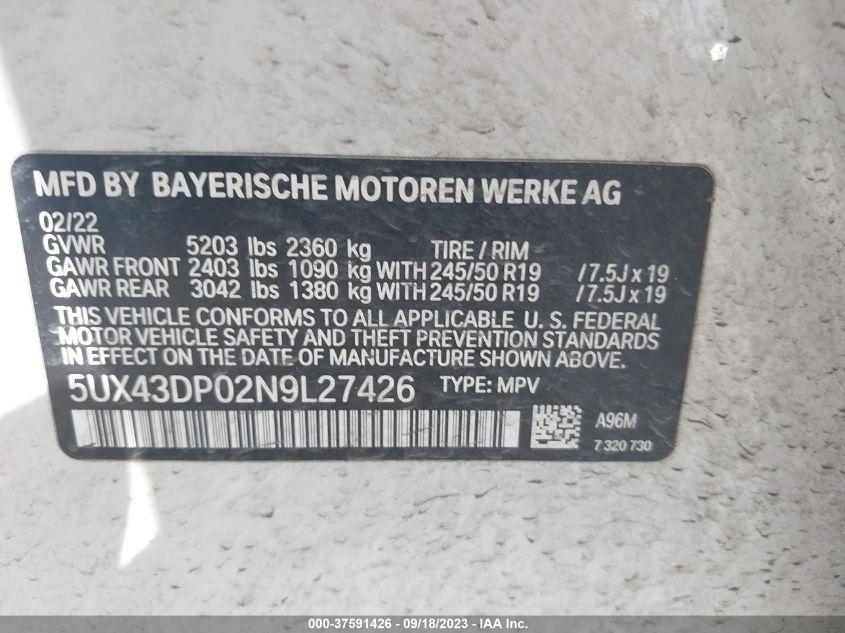 MFD BY BAYERISCHE MOTOREN WERKE AG
02/22
GVWR 5203 lbs 2360 kg TIRE / RIM
GAWR FRONT 2403 lbs 1090 kg WITH 245/50 R19 /7.5J x 19
GAWR REAR 3042 lbs 1380 kg WITH 245/50 R19 /7.5J x 19
THIS VEHICLE CONFORMS TO ALL APPLICABLE U. S. FEDERAL
MOTOR VEHICLE SAFETY AND THEFT PREVENTION STANDARDS
IN EFFECT ON THE DATE OF MANUFACTURE SHOWN.
5UX43DP02N9L27426 TYPE: MPV
A96M
7 320 730
000-37591426 - 09/18/2023 - © IAA Inc.